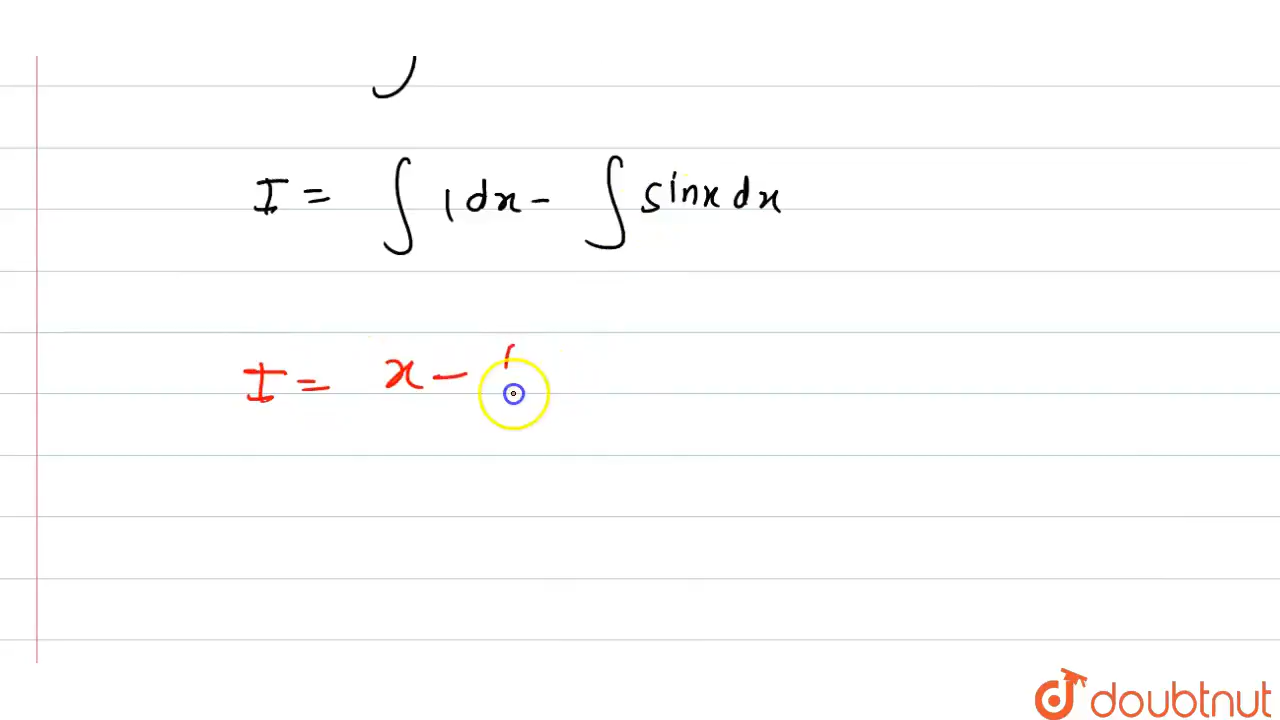 I = ∫ 1 dx - ∫ sinx dx
I = x - (
doubtnut